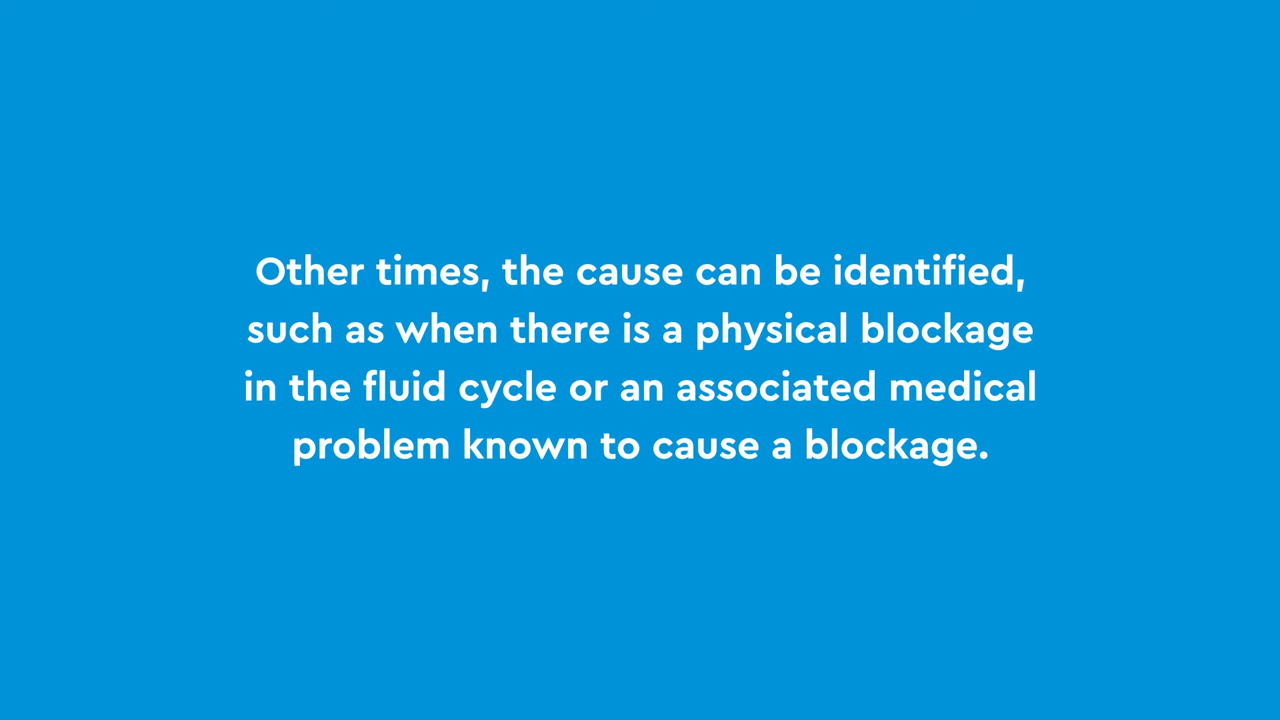 Other times, the cause can be identified,
such as when there is a physical blockage
in the fluid cycle or an associated medical
problem known to cause a blockage.